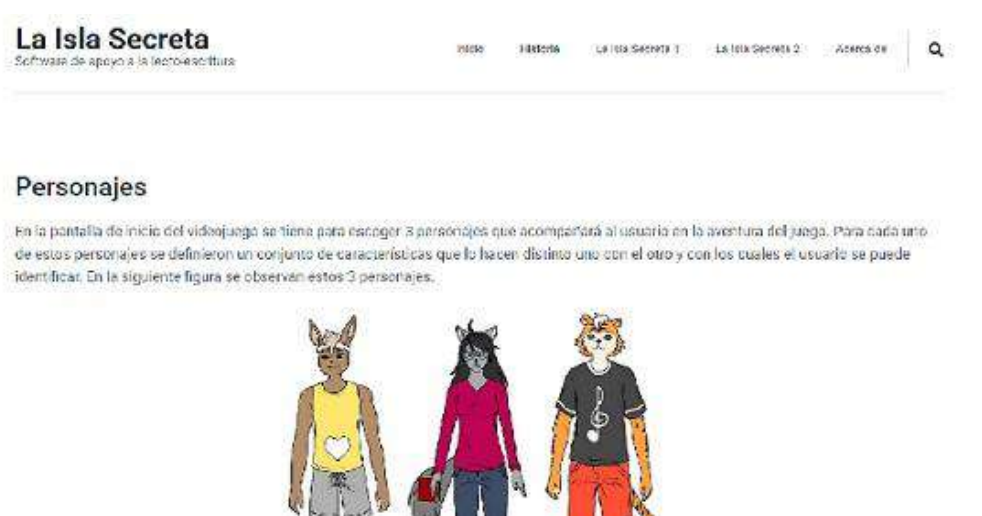 La Isla Secreta
Software de apoyo a la lecto-escritura
Inicio Historia La Isla Secreta 1 La Isla Secreta 2 Acerca de
Personajes
En la pantalla de inicio del videojuego se tiene para escoger 3 personajes que acompañará al usuario en la aventura del juego. Para cada uno
de estos personajes se definieron un conjunto de características que lo hacen distinto uno con el otro y con los cuales el usuario se puede
identificar. En la siguiente figura se observan estos 3 personajes.